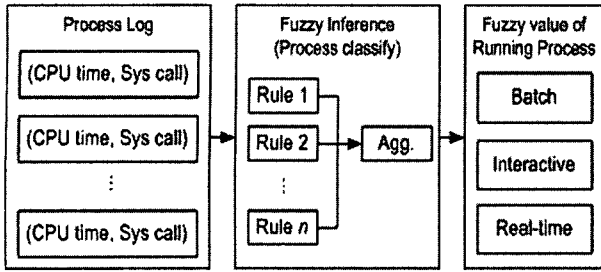 Process Log
(CPU time, Sys call)
(CPU time, Sys call)
⋮
(CPU time, Sys call)
Fuzzy Inference
(Process classify)
Rule 1
Rule 2
⋮
Rule n
Agg.
Fuzzy value of
Running Process
Batch
Interactive
Real-time